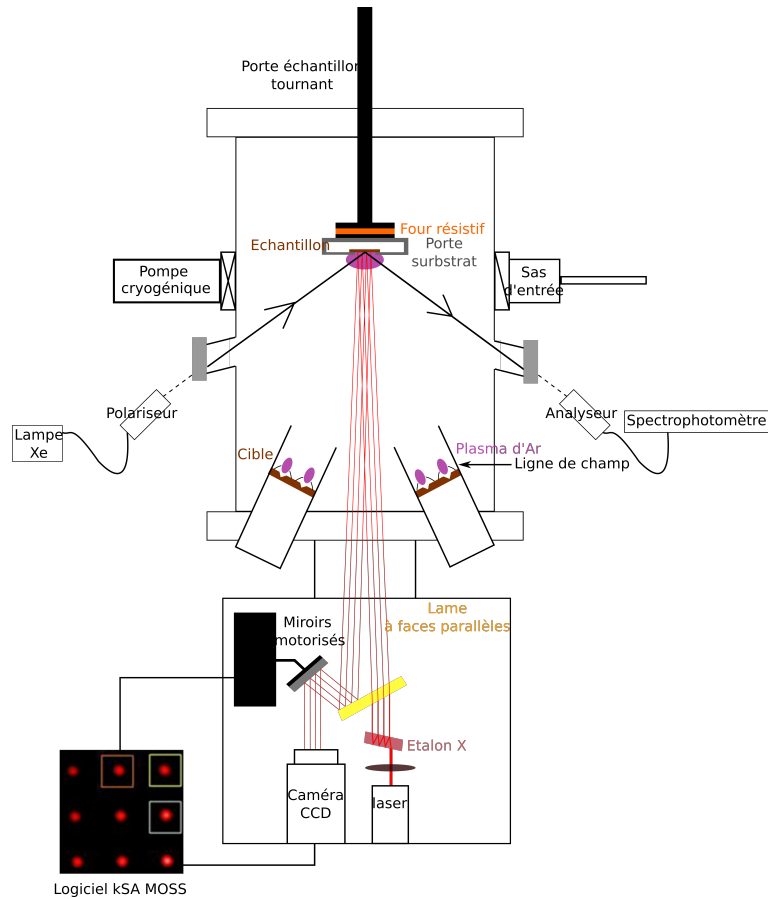 Porte échantillon
tournant
Four résistif
Echantillon
Porte
surbstrat
Pompe
cryogénique
Sas
d'entrée
Polariseur
Analyseur
Lampe
Xe
Spectrophotomètre
Cible
Plasma d'Ar
Ligne de champ
Lame
à faces parallèles
Miroirs
motorisés
Etalon X
Caméra
CCD
laser
Logiciel kSA MOSS